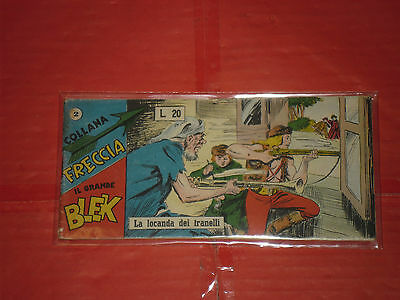 2
COLLANA
FRECCIA
IL GRANDE
BLEK
L. 20
La locanda dei tranelli